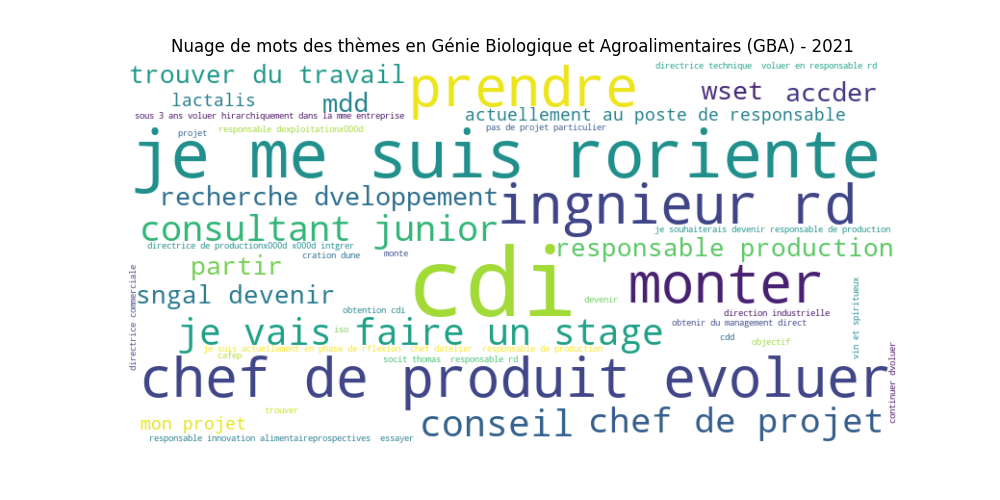 Nuage de mots des thèmes en Génie Biologique et Agroalimentaires (GBA) - 2021
directrice technique  voluer en responsable rd
trouver du travail
prendre
wset
accder
lactalis
mdd
sous 3 ans voluer hirarchiquement dans la mme entreprise
actuellement au poste de responsable
projet
responsable dexploitationx000d
pas de projet particulier
je me suis roriente
recherche dveloppement
ingnieur rd
consultant junior
je souhaiterais devenir responsable de production
directrice de productionx000d x000d intgrer
cration dune
monte
responsable production
partir
cdi
monter
directrice commerciale
sngal devenir
devenir
obtention cdi
direction industrielle
vin et spiritueux
je vais faire un stage
iso
obtenir du management direct
cdd
objectif
je suis actuellement en phase de rflexion  chef datelier  responsable de production
cafep
socit thomas  responsable rd
chef de produit evoluer
continuer dvoluer
trouver
mon projet
conseil
chef de projet
responsable innovation alimentaireprospectives  essayer